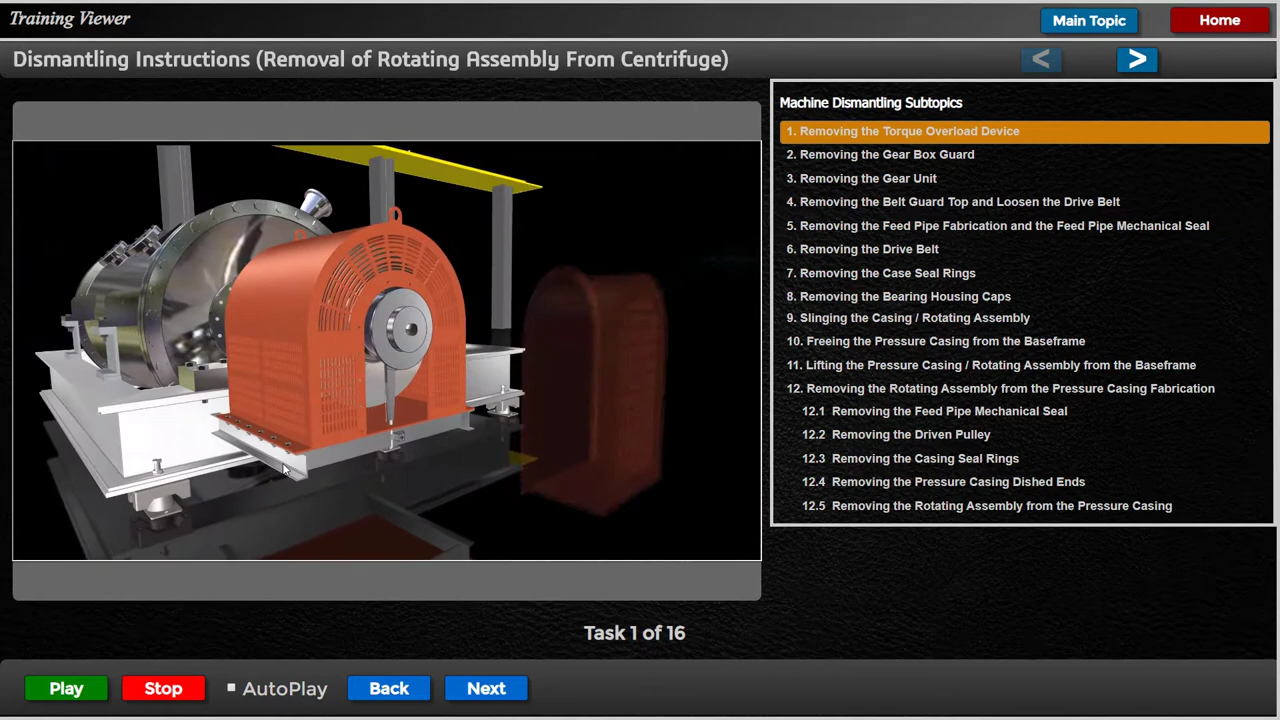 Training Viewer
Main Topic
Home
Dismantling Instructions (Removal of Rotating Assembly From Centrifuge)
<
>
Machine Dismantling Subtopics
1. Removing the Torque Overload Device
2. Removing the Gear Box Guard
3. Removing the Gear Unit
4. Removing the Belt Guard Top and Loosen the Drive Belt
5. Removing the Feed Pipe Fabrication and the Feed Pipe Mechanical Seal
6. Removing the Drive Belt
7. Removing the Case Seal Rings
8. Removing the Bearing Housing Caps
9. Slinging the Casing / Rotating Assembly
10. Freeing the Pressure Casing from the Baseframe
11. Lifting the Pressure Casing / Rotating Assembly from the Baseframe
12. Removing the Rotating Assembly from the Pressure Casing Fabrication
12.1 Removing the Feed Pipe Mechanical Seal
12.2 Removing the Driven Pulley
12.3 Removing the Casing Seal Rings
12.4 Removing the Pressure Casing Dished Ends
12.5 Removing the Rotating Assembly from the Pressure Casing
Task 1 of 16
Play
Stop
AutoPlay
Back
Next